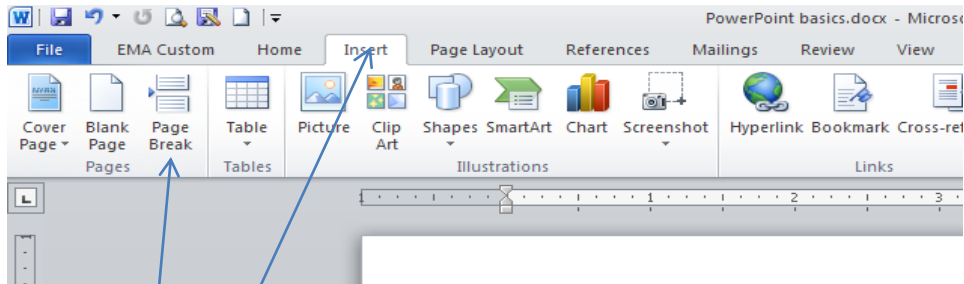 PowerPoint basics.docx - Microso
File EMA Custom Home Insert Page Layout References Mailings Review View
Cover Page Blank Page Page Break Table Picture Clip Art Shapes SmartArt Chart Screenshot Hyperlink Bookmark Cross-ref
Pages Tables Illustrations Links
1 1 2 3